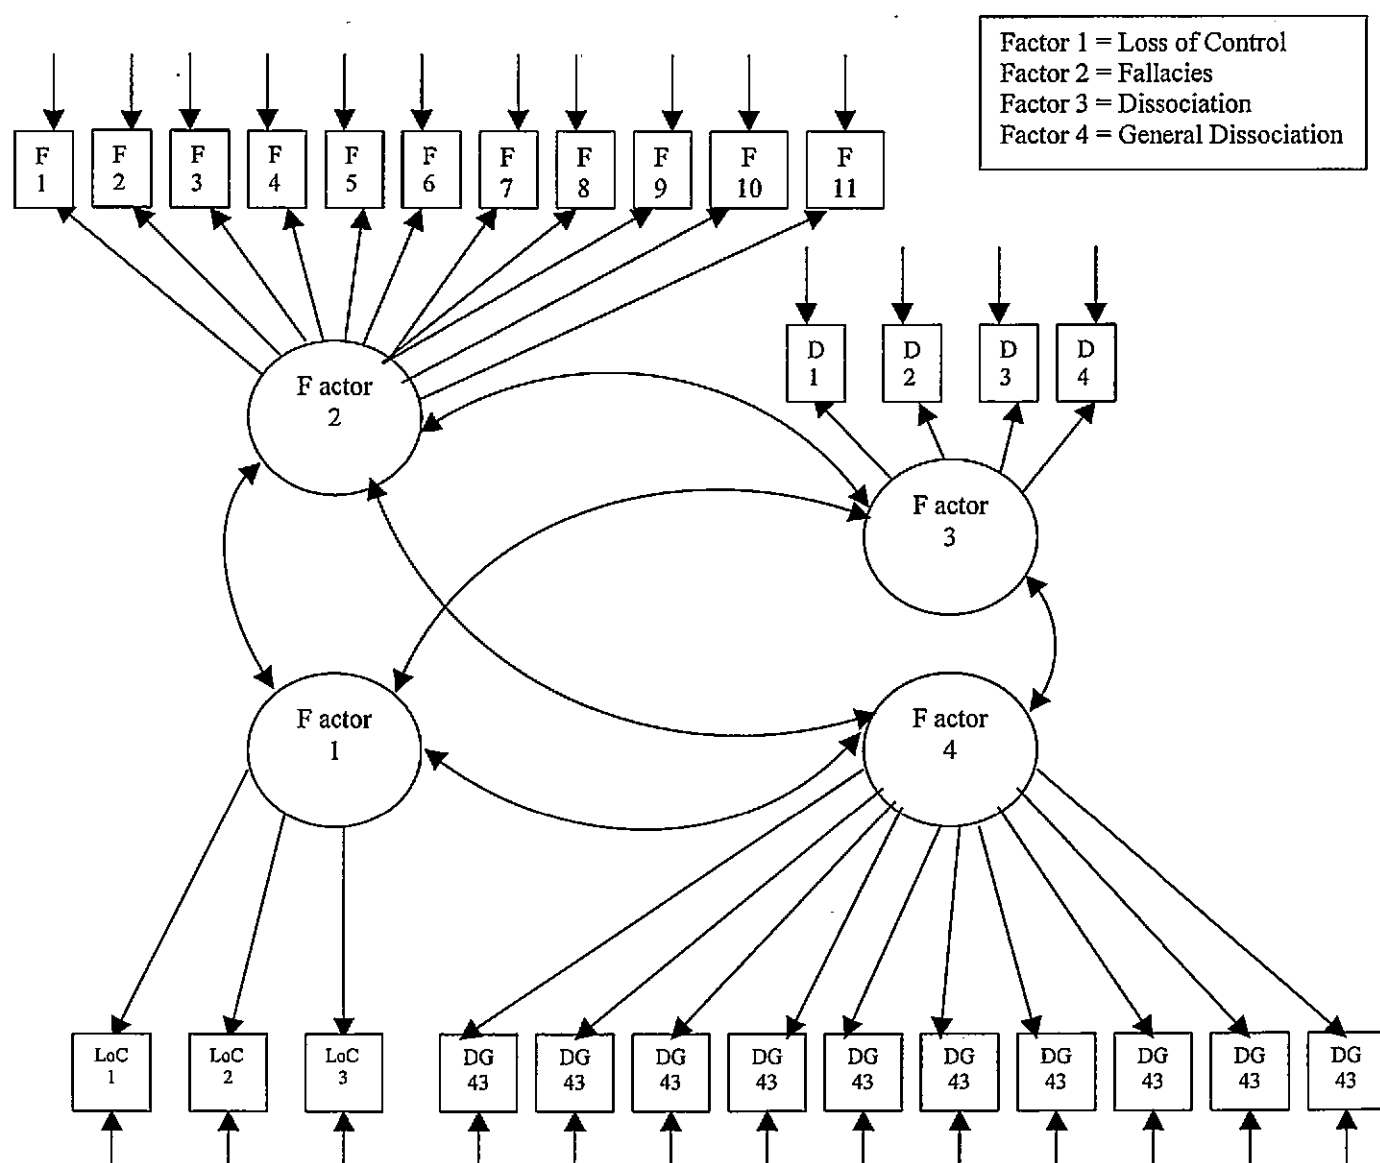 Factor 1 = Loss of Control
Factor 2 = Fallacies
Factor 3 = Dissociation
Factor 4 = General Dissociation
F
1
F
2
F
3
F
4
F
5
F
6
F
7
F
8
F
9
F
10
F
11
D
1
D
2
D
3
D
4
F actor
2
F actor
3
F actor
1
F actor
4
LoC
1
LoC
2
LoC
3
DG
43
DG
43
DG
43
DG
43
DG
43
DG
43
DG
43
DG
43
DG
43
DG
43